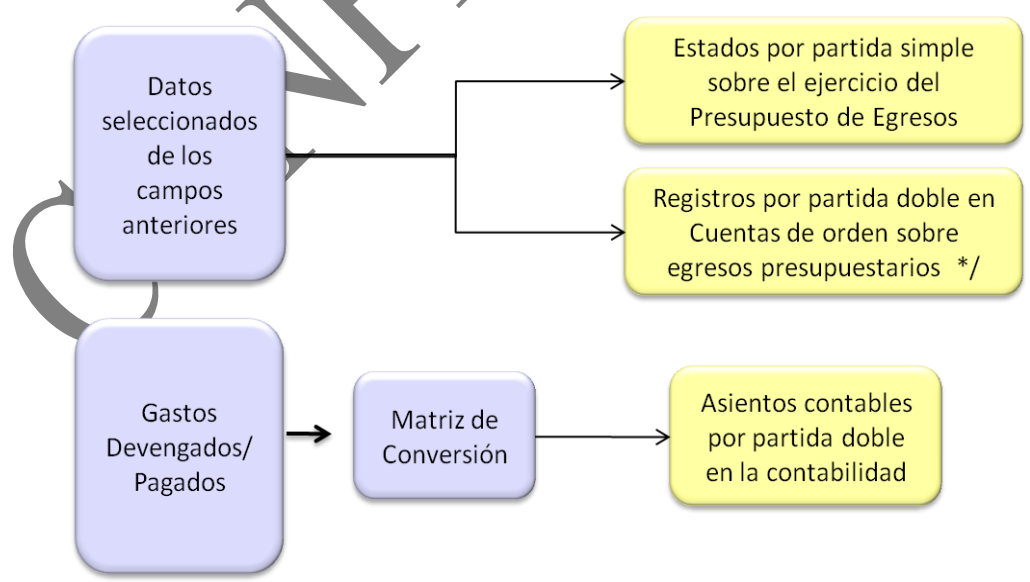 Datos
seleccionados
de los
campos
anteriores
Estados por partida simple
sobre el ejercicio del
Presupuesto de Egresos
Registros por partida doble en
Cuentas de orden sobre
egresos presupuestarios */
Gastos
Devengados/
Pagados
Matriz de
Conversión
Asientos contables
por partida doble
en la contabilidad